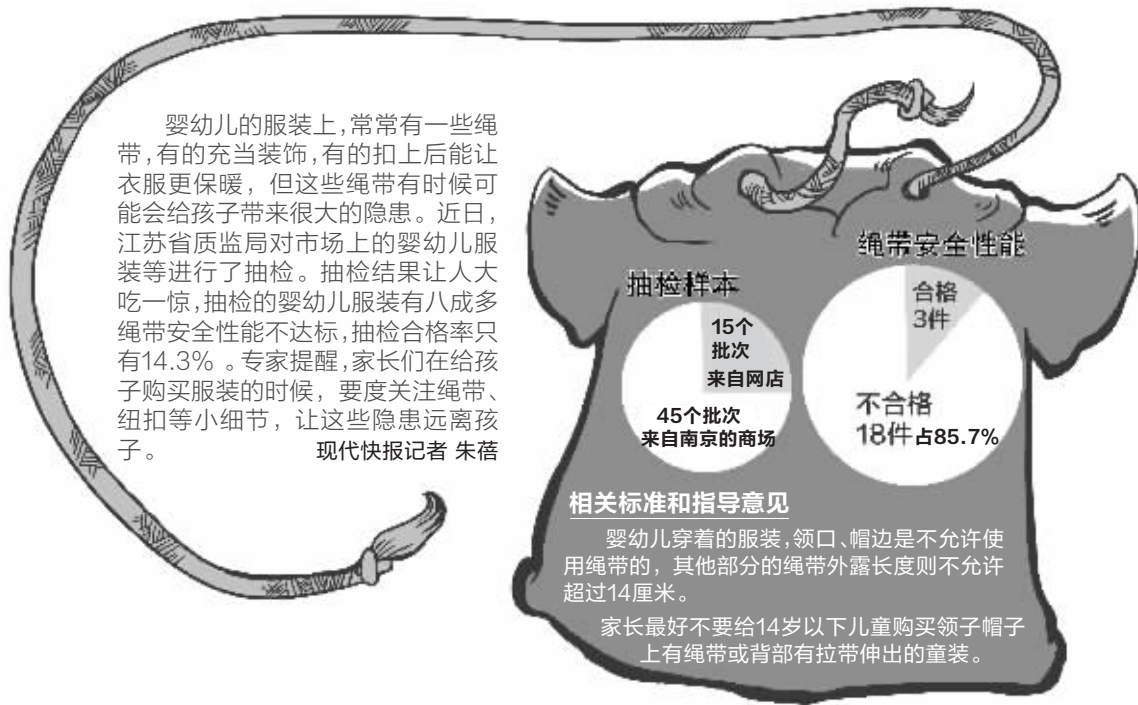 婴幼儿的服装上,常常有一些绳
带,有的充当装饰,有的扣上后能让
衣服更保暖，但这些绳带有时候可
能会给孩子带来很大的隐患。近日，
江苏省质监局对市场上的婴幼儿服
装等进行了抽检。抽检结果让人大
吃一惊,抽检的婴幼儿服装有八成多
绳带安全性能不达标,抽检合格率只
有14.3% 。专家提醒,家长们在给孩
子购买服装的时候，要度关注绳带、
纽扣等小细节，让这些隐患远离孩
子。 现代快报记者 朱蓓
抽检样本
15个
批次
来自网店
45个批次
来自南京的商场
绳带安全性能
合格
3件
不合格
18件占85.7%
相关标准和指导意见
婴幼儿穿着的服装,领口、帽边是不允许使
用绳带的，其他部分的绳带外露长度则不允许
超过14厘米。
家长最好不要给14岁以下儿童购买领子帽子
上有绳带或背部有拉带伸出的童装。